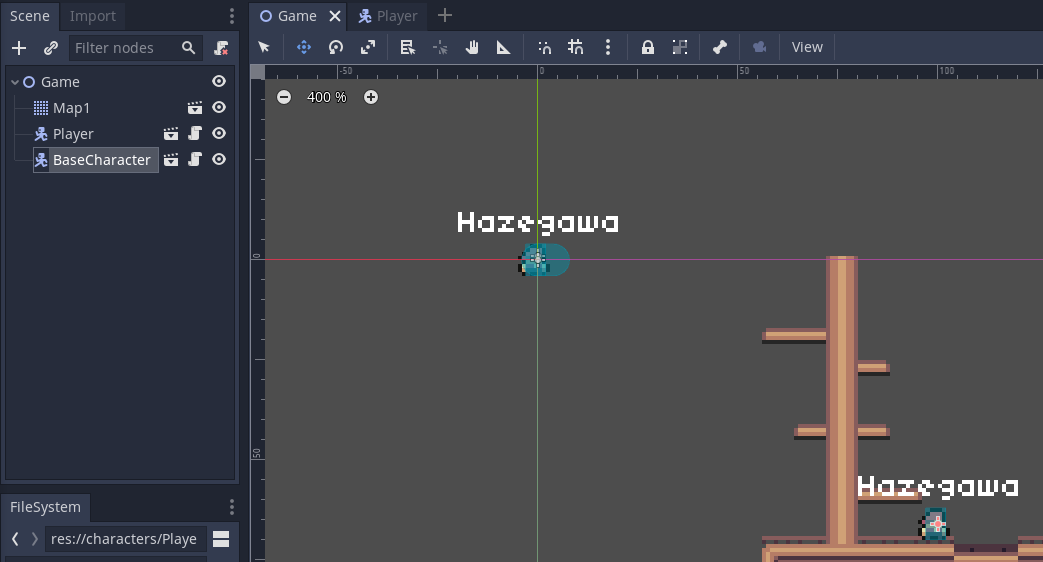 Scene Import
Game Player
Filter nodes
View
Game
Map1
Player
BaseCharacter
-50 0 50 100
400 %
Hazegawa
0
50
Hazegawa
FileSystem
res://characters/Playe